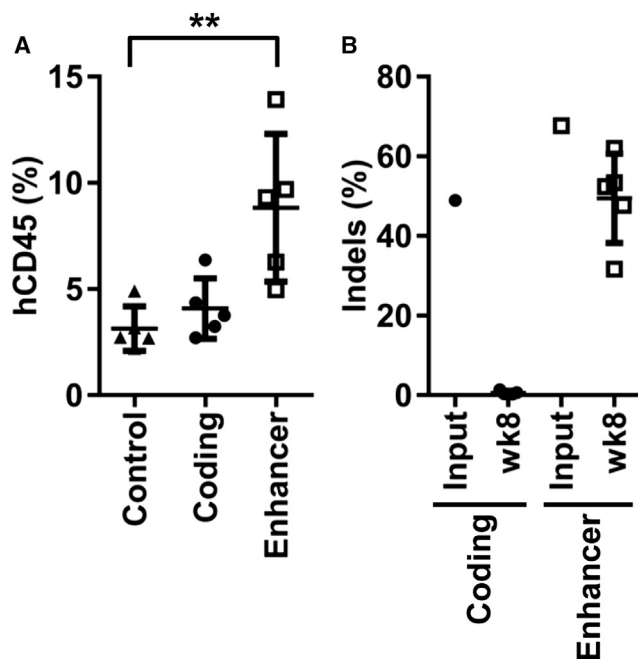 A
**
hCD45 (%)
15
10
5
0
Control
Coding
Enhancer
B
Indels (%)
80
60
40
20
0
Input
wk8
Input
wk8
Coding
Enhancer